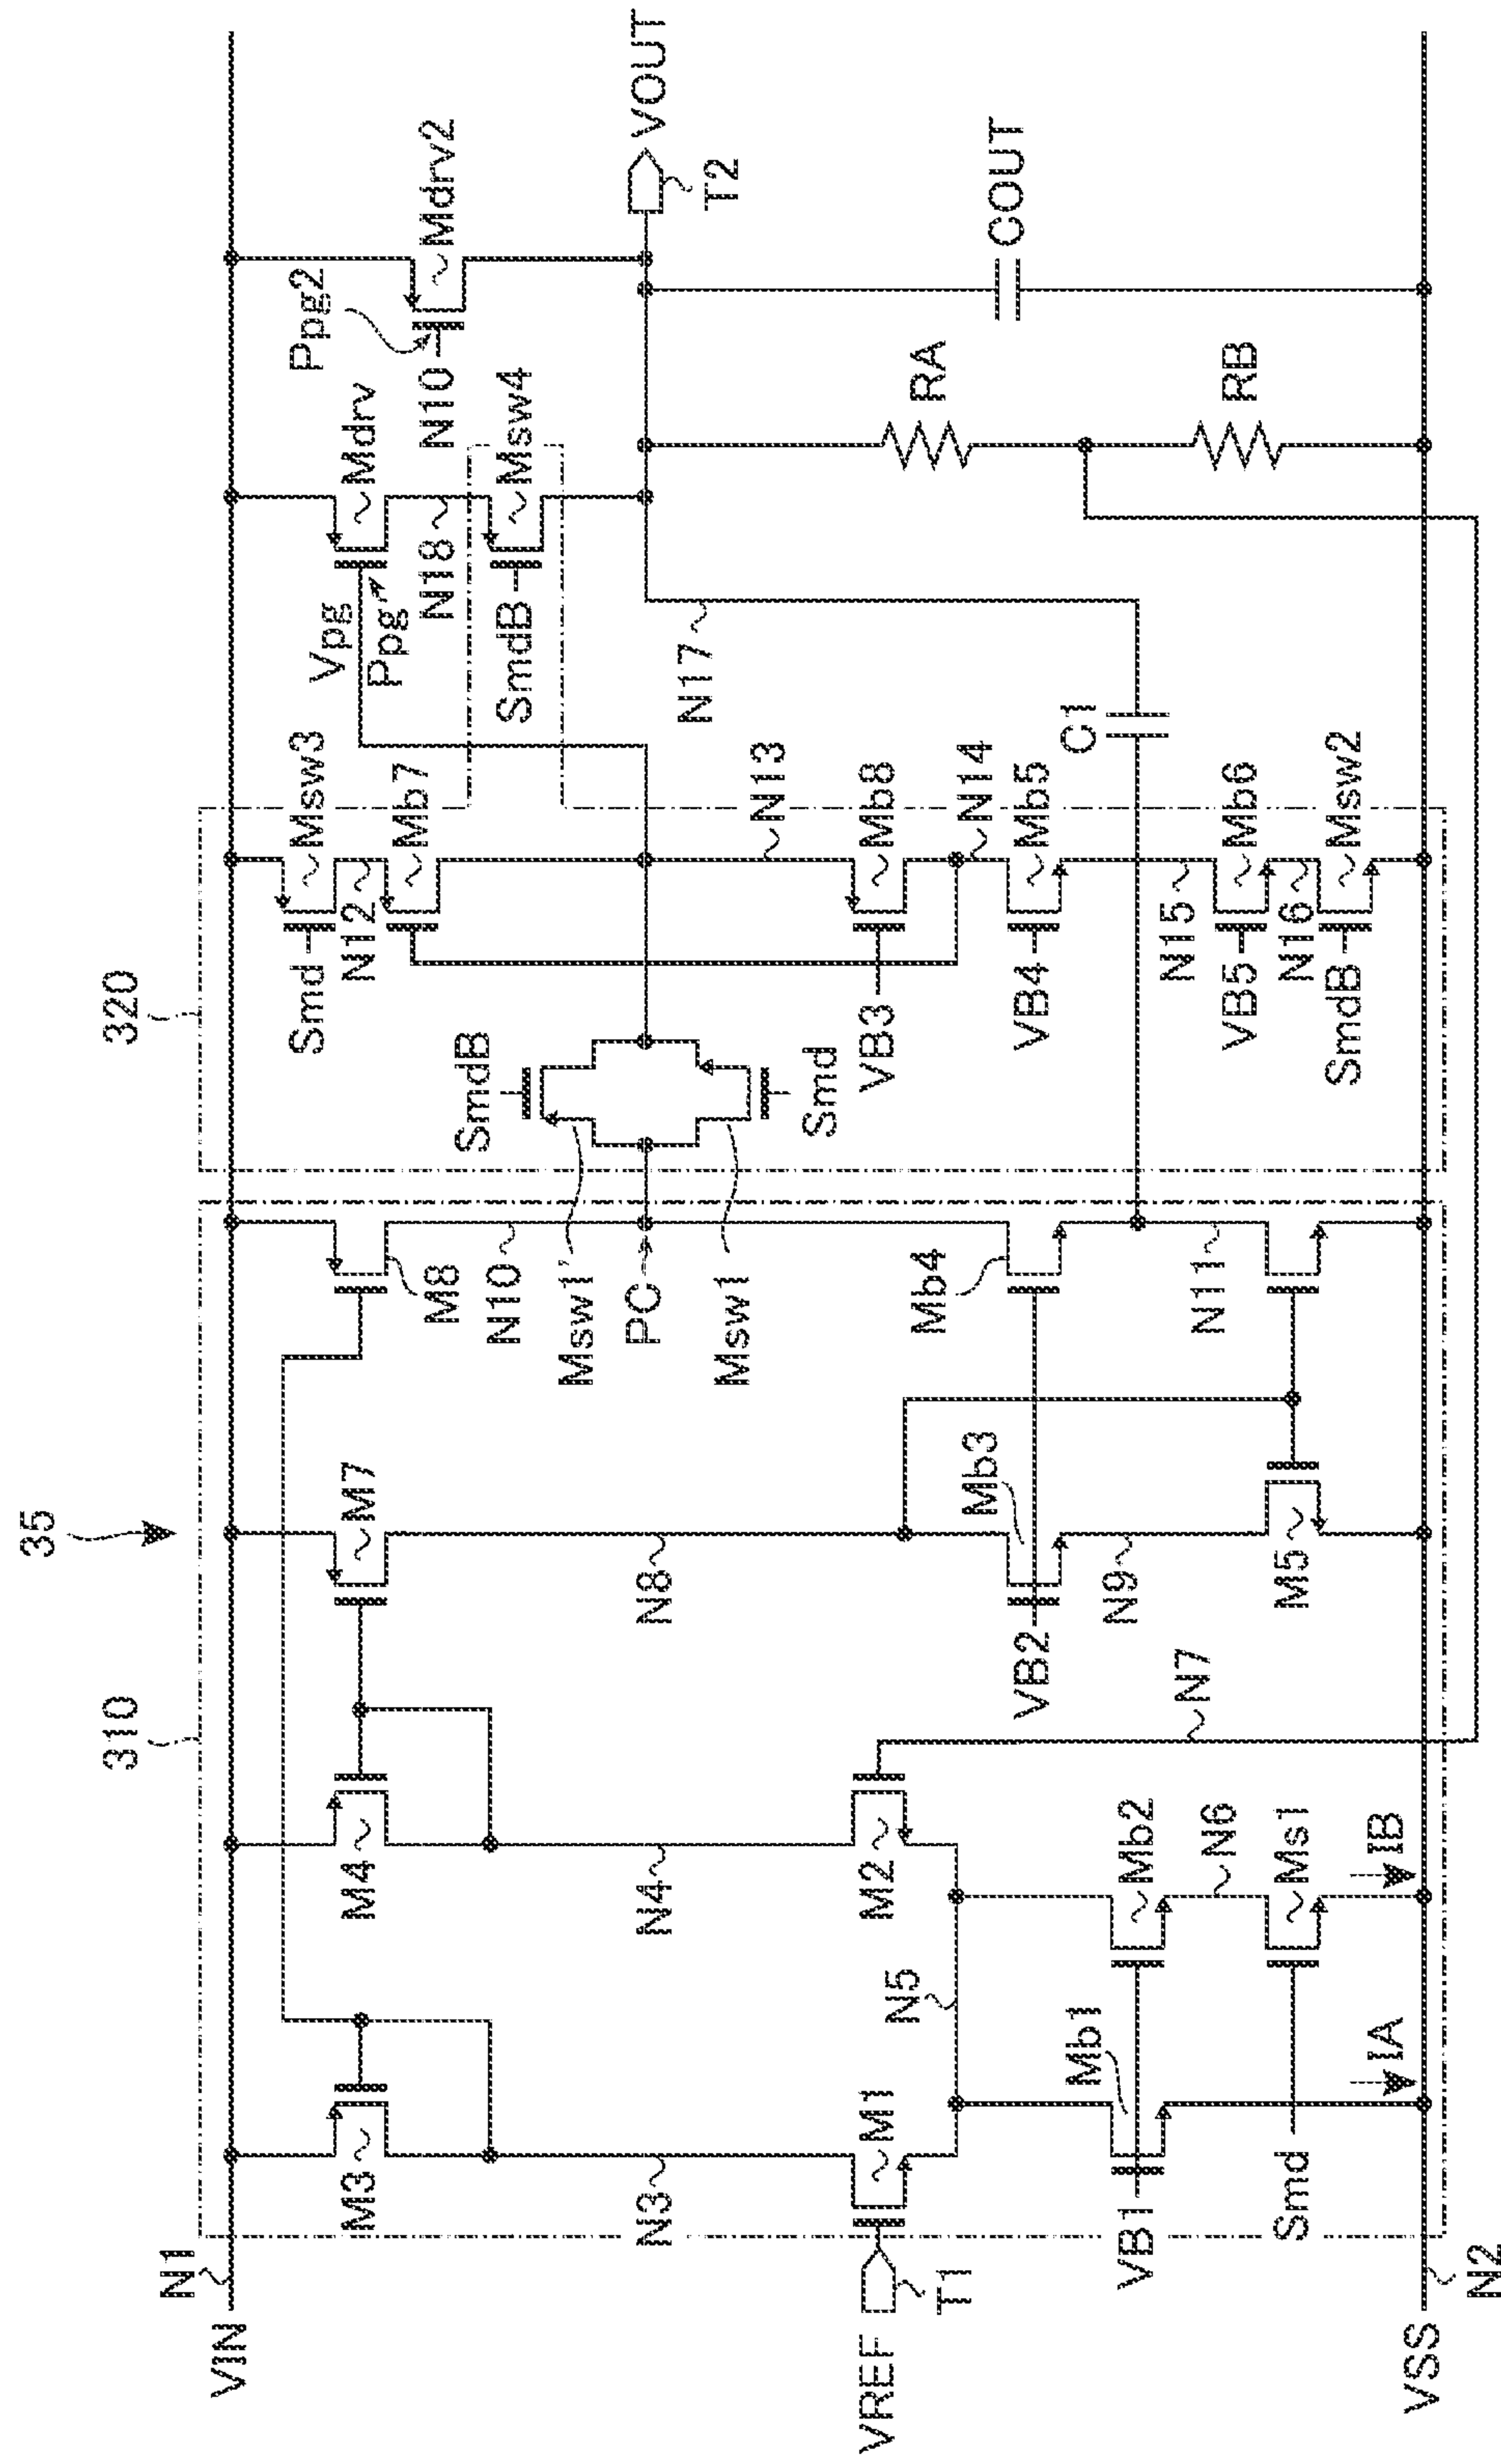 35
310
320
VIN
N1
M3
M4
M7
M8
N10
Msw1'
PC
Msw1
SmdB
Smd
Smd
Msw3
N12
Mb7
Vpg
Ppg
Mdrv
N18
SmdB
Msw4
Ppg2
N10
Mdrv2
VOUT
T2
N3
N4
N8
N13
N17
VREF
T1
M1
M2
N5
VB3
Mb8
N14
RA
COUT
VB1
Mb1
Mb2
N6
N7
VB2
Mb3
Mb4
N9
N11
VB4
Mb5
C1
N15
VB5
Mb6
N16
SmdB
Msw2
RB
Smd
Ms1
M5
IA
IB
VSS
N2